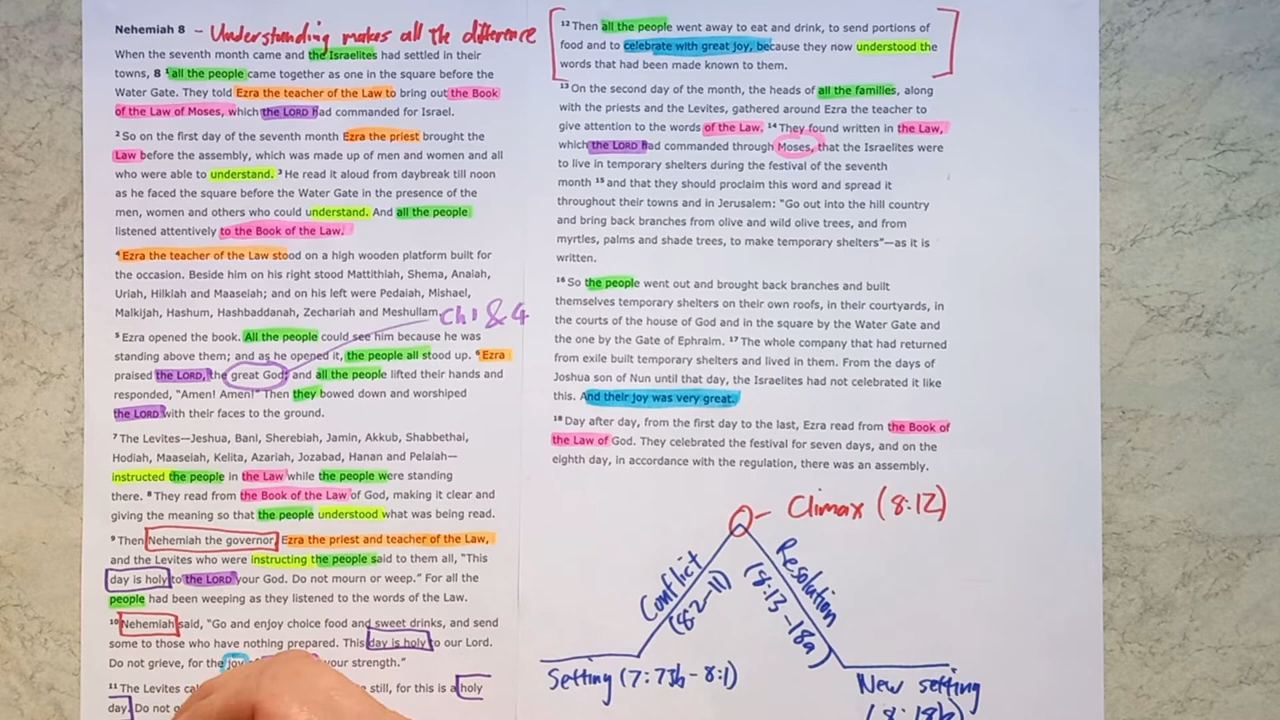 Nehemiah 8 - Understanding makes all the difference
When the seventh month came and the Israelites had settled in their
towns, 8 1 all the people came together as one in the square before the
Water Gate. They told Ezra the teacher of the Law to bring out the Book
of the Law of Moses, which the LORD had commanded for Israel.
2 So on the first day of the seventh month Ezra the priest brought the
Law before the assembly, which was made up of men and women and all
who were able to understand. 3 He read it aloud from daybreak till noon
as he faced the square before the Water Gate in the presence of the
men, women and others who could understand. And all the people
listened attentively to the Book of the Law.
4 Ezra the teacher of the Law stood on a high wooden platform built for
the occasion. Beside him on his right stood Mattithiah, Shema, Anaiah,
Uriah, Hilkiah and Maaseiah; and on his left were Pedaiah, Mishael,
Malkijah, Hashum, Hashbaddanah, Zechariah and Meshullam.
Ch 1 & 4
5 Ezra opened the book. All the people could see him because he was
standing above them; and as he opened it, the people all stood up. 6 Ezra
praised the LORD, the great God; and all the people lifted their hands and
responded, "Amen! Amen!" Then they bowed down and worshiped
the LORD with their faces to the ground.
7 The Levites—Jeshua, Bani, Sherebiah, Jamin, Akkub, Shabbethai,
Hodiah, Maaseiah, Kelita, Azariah, Jozabad, Hanan and Pelaiah—
instructed the people in the Law while the people were standing
there. 8 They read from the Book of the Law of God, making it clear and
giving the meaning so that the people understood what was being read.
9 Then Nehemiah the governor, Ezra the priest and teacher of the Law,
and the Levites who were instructing the people said to them all, "This
day is holy to the LORD your God. Do not mourn or weep." For all the
people had been weeping as they listened to the words of the Law.
10 Nehemiah said, "Go and enjoy choice food and sweet drinks, and send
some to those who have nothing prepared. This day is holy to our Lord.
Do not grieve, for the joy your strength."
11 The Levites still, for this is a holy
day. Do not
12 Then all the people went away to eat and drink, to send portions of
food and to celebrate with great joy, because they now understood the
words that had been made known to them.
13 On the second day of the month, the heads of all the families, along
with the priests and the Levites, gathered around Ezra the teacher to
give attention to the words of the Law. 14 They found written in the Law,
which the LORD had commanded through Moses, that the Israelites were
to live in temporary shelters during the festival of the seventh
month 15 and that they should proclaim this word and spread it
throughout their towns and in Jerusalem: "Go out into the hill country
and bring back branches from olive and wild olive trees, and from
myrtles, palms and shade trees, to make temporary shelters"—as it is
written.
16 So the people went out and brought back branches and built
themselves temporary shelters on their own roofs, in their courtyards, in
the courts of the house of God and in the square by the Water Gate and
the one by the Gate of Ephraim. 17 The whole company that had returned
from exile built temporary shelters and lived in them. From the days of
Joshua son of Nun until that day, the Israelites had not celebrated it like
this. And their joy was very great.
18 Day after day, from the first day to the last, Ezra read from the Book of
the Law of God. They celebrated the festival for seven days, and on the
eighth day, in accordance with the regulation, there was an assembly.
Climax (8:12)
Conflict
(8:2-11)
Resolution
(8:13-18a)
Setting (7:73b-8:1)
New setting
(8:18b)